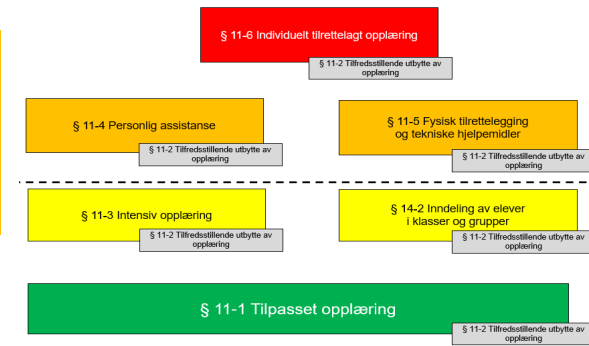 § 11-6 Individuelt tilrettelagt opplæring
§ 11-2 Tilfredsstillende utbytte av
opplæring
§ 11-4 Personlig assistanse
§ 11-2 Tilfredsstillende utbytte av
opplæring
§ 11-5 Fysisk tilrettelegging
og tekniske hjelpemidler
§ 11-2 Tilfredsstillende utbytte av
opplæring
§ 11-3 Intensiv opplæring
§ 11-2 Tilfredsstillende utbytte av
opplæring
§ 14-2 Inndeling av elever
i klasser og grupper
§ 11-2 Tilfredsstillende utbytte av
opplæring
§ 11-1 Tilpasset opplæring
§ 11-2 Tilfredsstillende utbytte av
opplæring